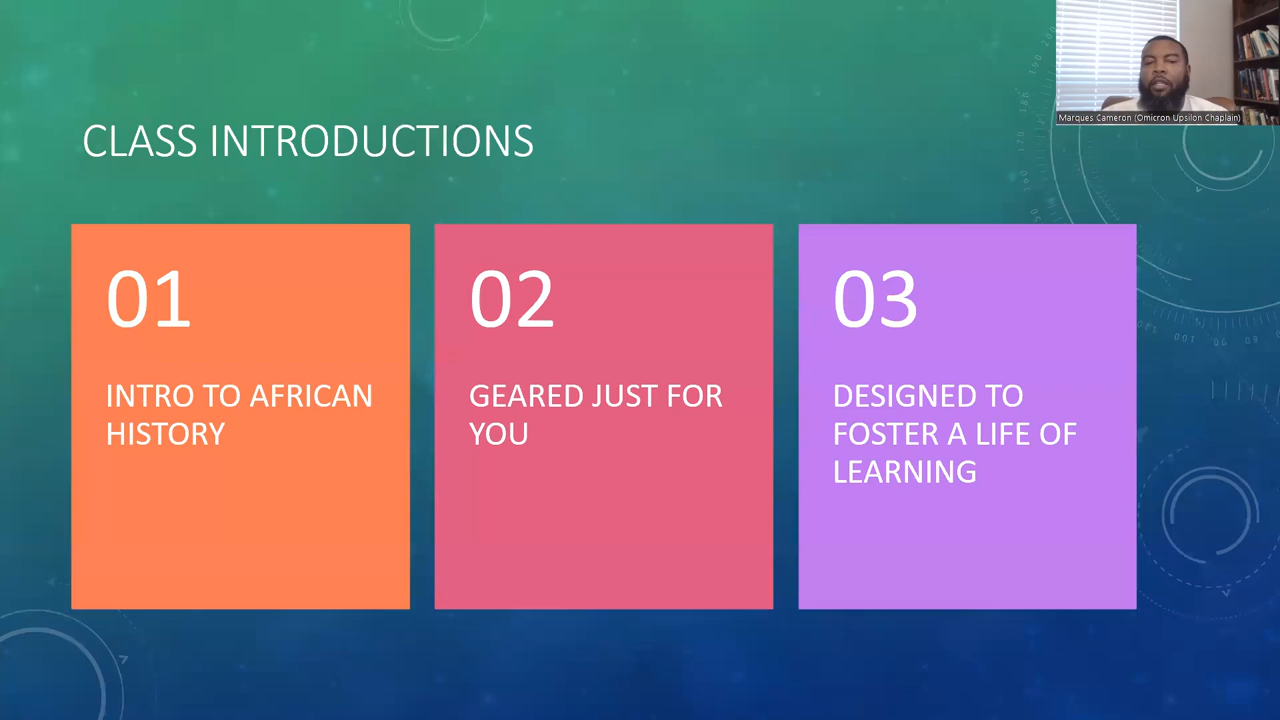 Marques Cameron (Omicron Upsilon Chaplain)
CLASS INTRODUCTIONS
01
INTRO TO AFRICAN
HISTORY
02
GEARED JUST FOR
YOU
03
DESIGNED TO
FOSTER A LIFE OF
LEARNING